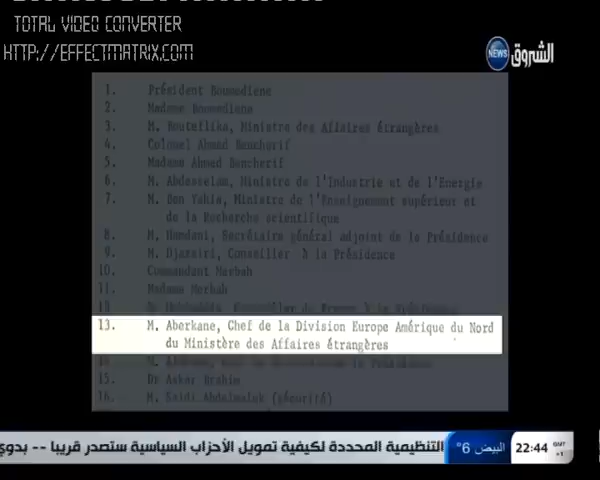 TOTAL VIDEO CONVERTER
HTTP://EFFECTMATRIX.COM
NEWS الشروق
1. Président Boumediene
2. Madame Boumediene
3. M. Bouteflika, Ministre des Affaires étrangères
4. Colonel Ahmed Bencherif
5. Madame Ahmed Bencherif
6. M. Abdesselam, Ministre de l'Industrie et de l'Energie
7. M. Ben Yahia, Ministre de l'Enseignement supérieur et
de la Recherche scientifique
8. M. Hamdani, Secrétaire général adjoint de la Présidence
9. M. Djazairi, Conseiller à la Présidence
10. Commandant Merbah
11. Madame Merbah
13. M. Aberkane, Chef de la Division Europe Amérique du Nord
du Ministère des Affaires étrangères
15. Dr Askar Brahim
16. M. Saidi Abdelmalek (sécurité)
التنظيمية المحددة لكيفية تمويل الأحزاب السياسية ستصدر قريبا -- بدوي
البيض 6°
22:44 GMT +1